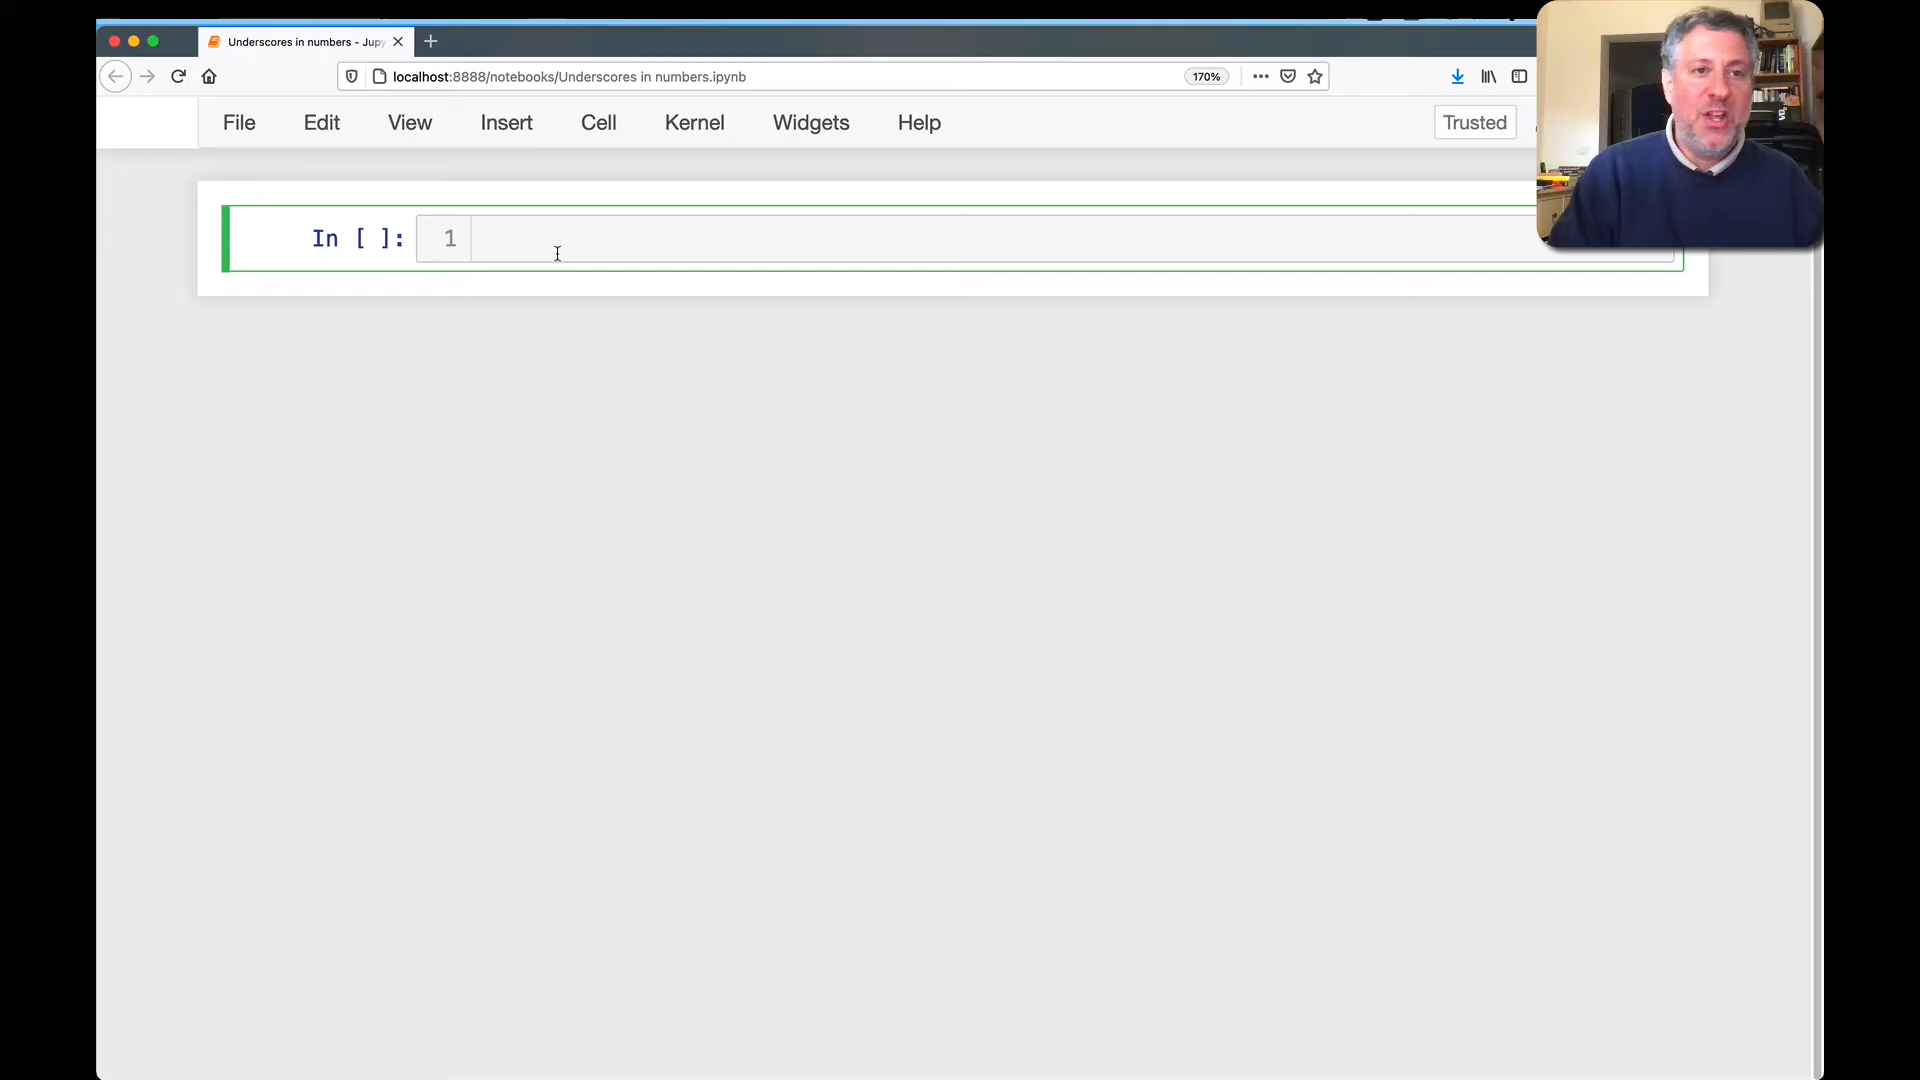 Underscores in numbers - Jupy
localhost:8888/notebooks/Underscores in numbers.ipynb
170%
File Edit View Insert Cell Kernel Widgets Help
Trusted
In [ ]:
1